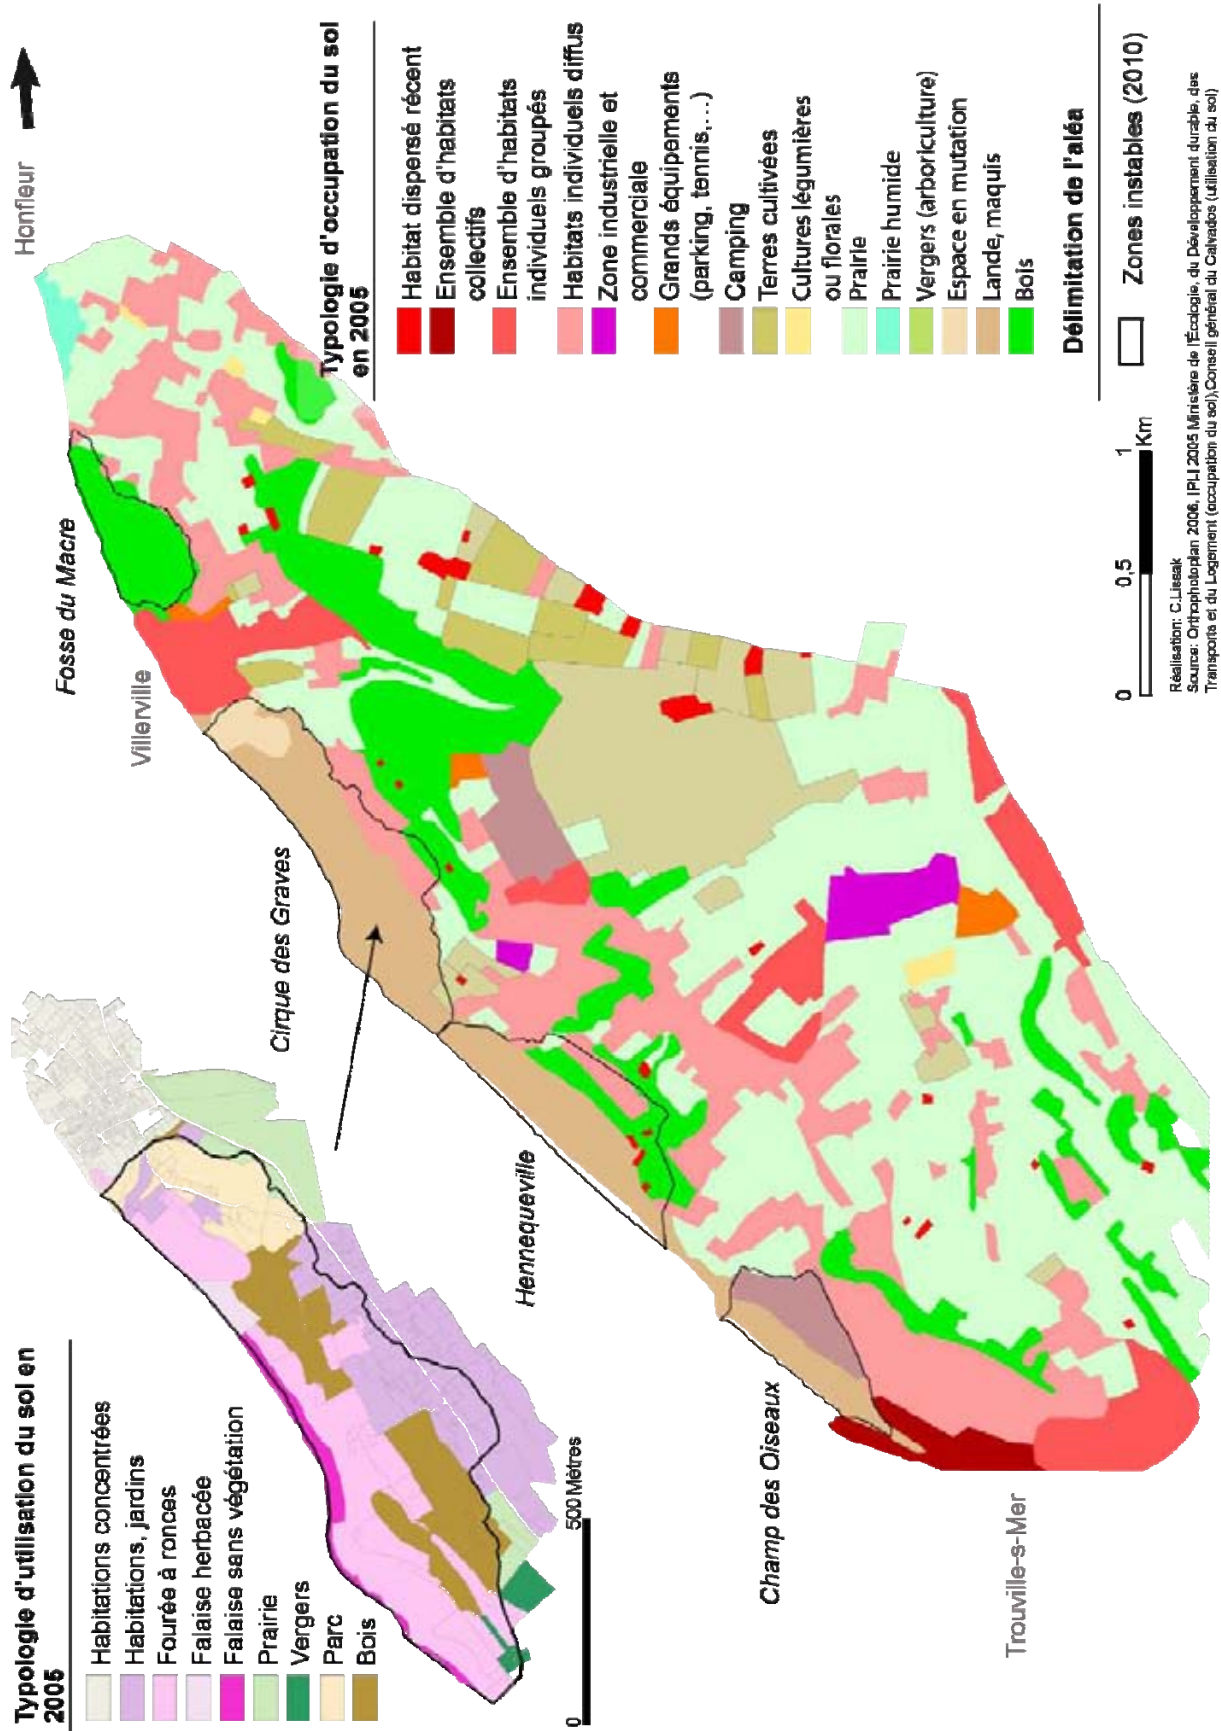 Typologie d'utilisation du sol en
2005
Habitations concentrées
Habitations, jardins
Fourée à ronces
Falaise herbacée
Falaise sans végétation
Prairie
Vergers
Parc
Bois
0
500 Mètres
Honfleur
Fosse du Macre
Villerville
Cirque des Graves
Hennequeville
Champ des Oiseaux
Trouville-s-Mer
Typologie d'occupation du sol
en 2005
Habitat dispersé récent
Ensemble d'habitats
collectifs
Ensemble d'habitats
individuels groupés
Habitats individuels diffus
Zone industrielle et
commerciale
Grands équipements
(parking, tennis,...)
Camping
Terres cultivées
Cultures légumières
ou florales
Prairie
Prairie humide
Vergers (arboriculture)
Espace en mutation
Lande, maquis
Bois
Délimitation de l'aléa
Zones instables (2010)
0
0,5
1
Km
Réalisation: C.Lissak
Source: Orthophotoplan 2006, IPLI 2005 Ministère de l'Écologie, du Développement durable, des
Transports et du Logement (occupation du sol),Conseil général du Calvados (utilisation du sol)